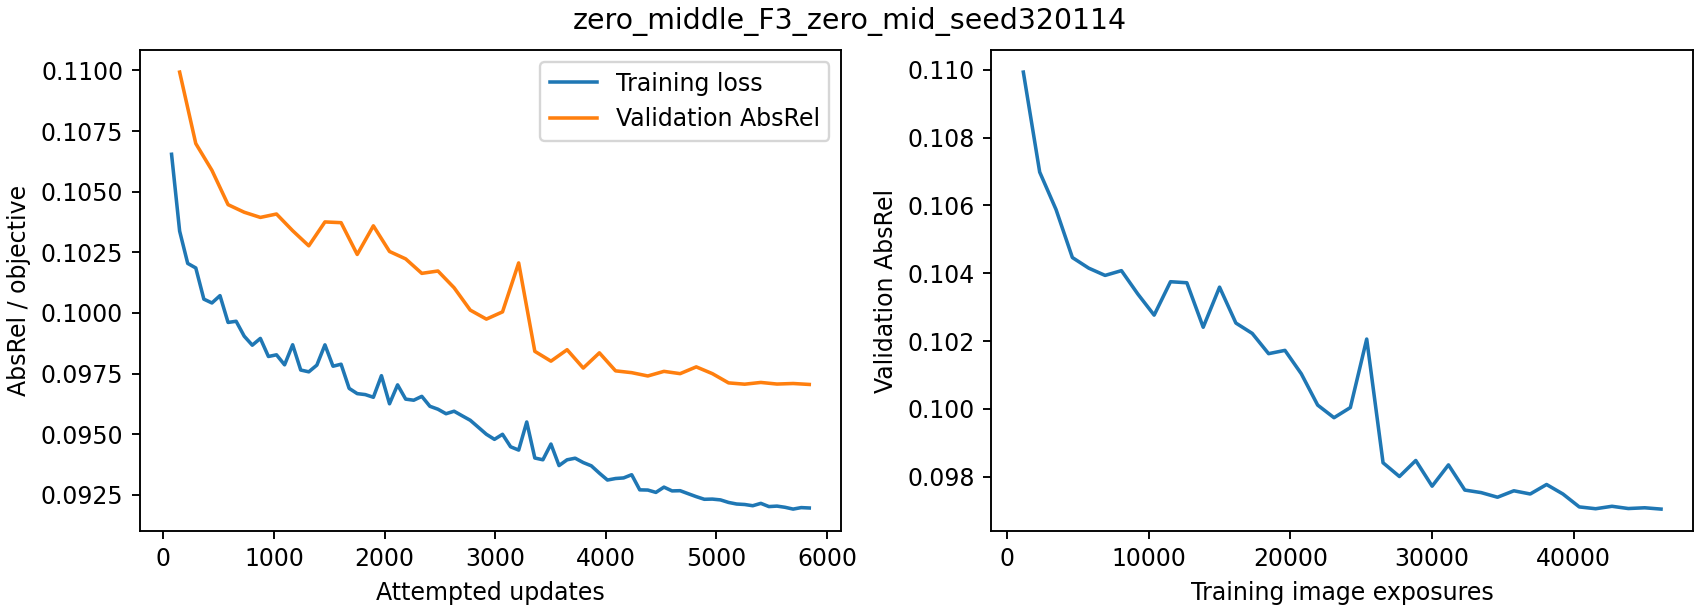 zero_middle_F3_zero_mid_seed320114
0.1100
0.1075
0.1050
0.1025
0.1000
0.0975
0.0950
0.0925
AbsRel / objective
Training loss
Validation AbsRel
0 1000 2000 3000 4000 5000 6000
Attempted updates
0.110
0.108
0.106
0.104
0.102
0.100
0.098
Validation AbsRel
0 10000 20000 30000 40000
Training image exposures